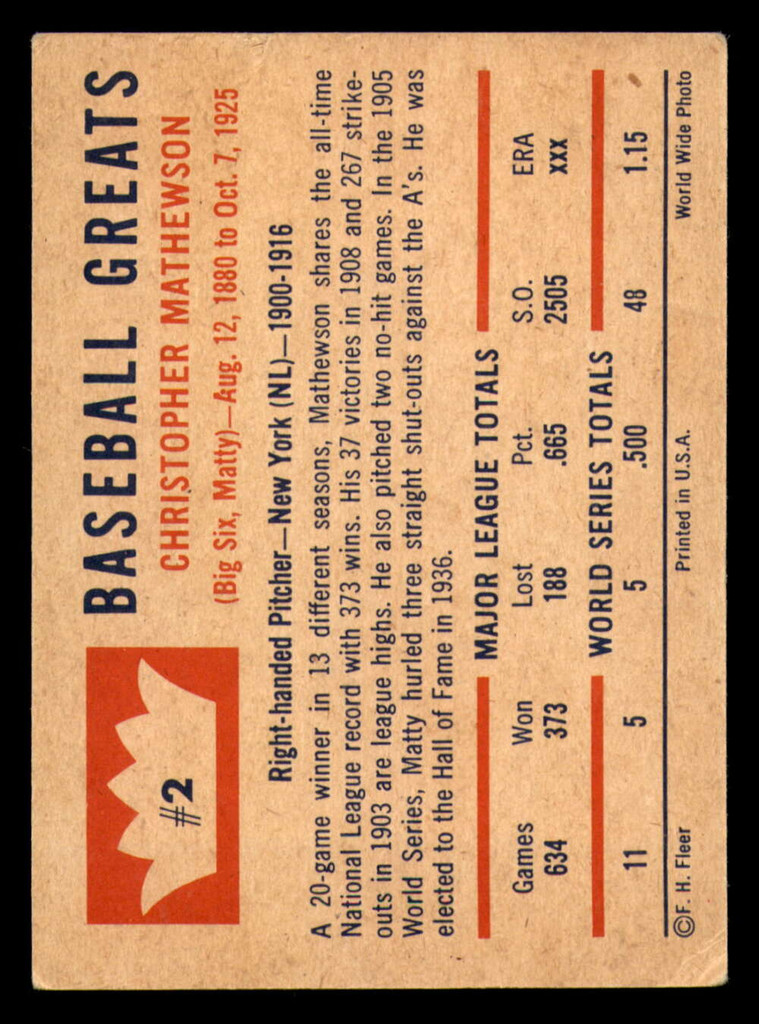 #2
BASEBALL GREATS
CHRISTOPHER MATHEWSON
(Big Six, Matty)—Aug. 12, 1880 to Oct. 7, 1925
Right-handed Pitcher—New York (NL)—1900-1916
A 20-game winner in 13 different seasons, Mathewson shares the all-time
National League record with 373 wins. His 37 victories in 1908 and 267 strike-
outs in 1903 are league highs. He also pitched two no-hit games. In the 1905
World Series, Matty hurled three straight shut-outs against the A's. He was
elected to the Hall of Fame in 1936.
MAJOR LEAGUE TOTALS
Games Won Lost Pct. S.O. ERA
634 373 188 .665 2505 XXX
WORLD SERIES TOTALS
11 5 5 .500 48 1.15
©F. H. Fleer Printed in U.S.A. World Wide Photo